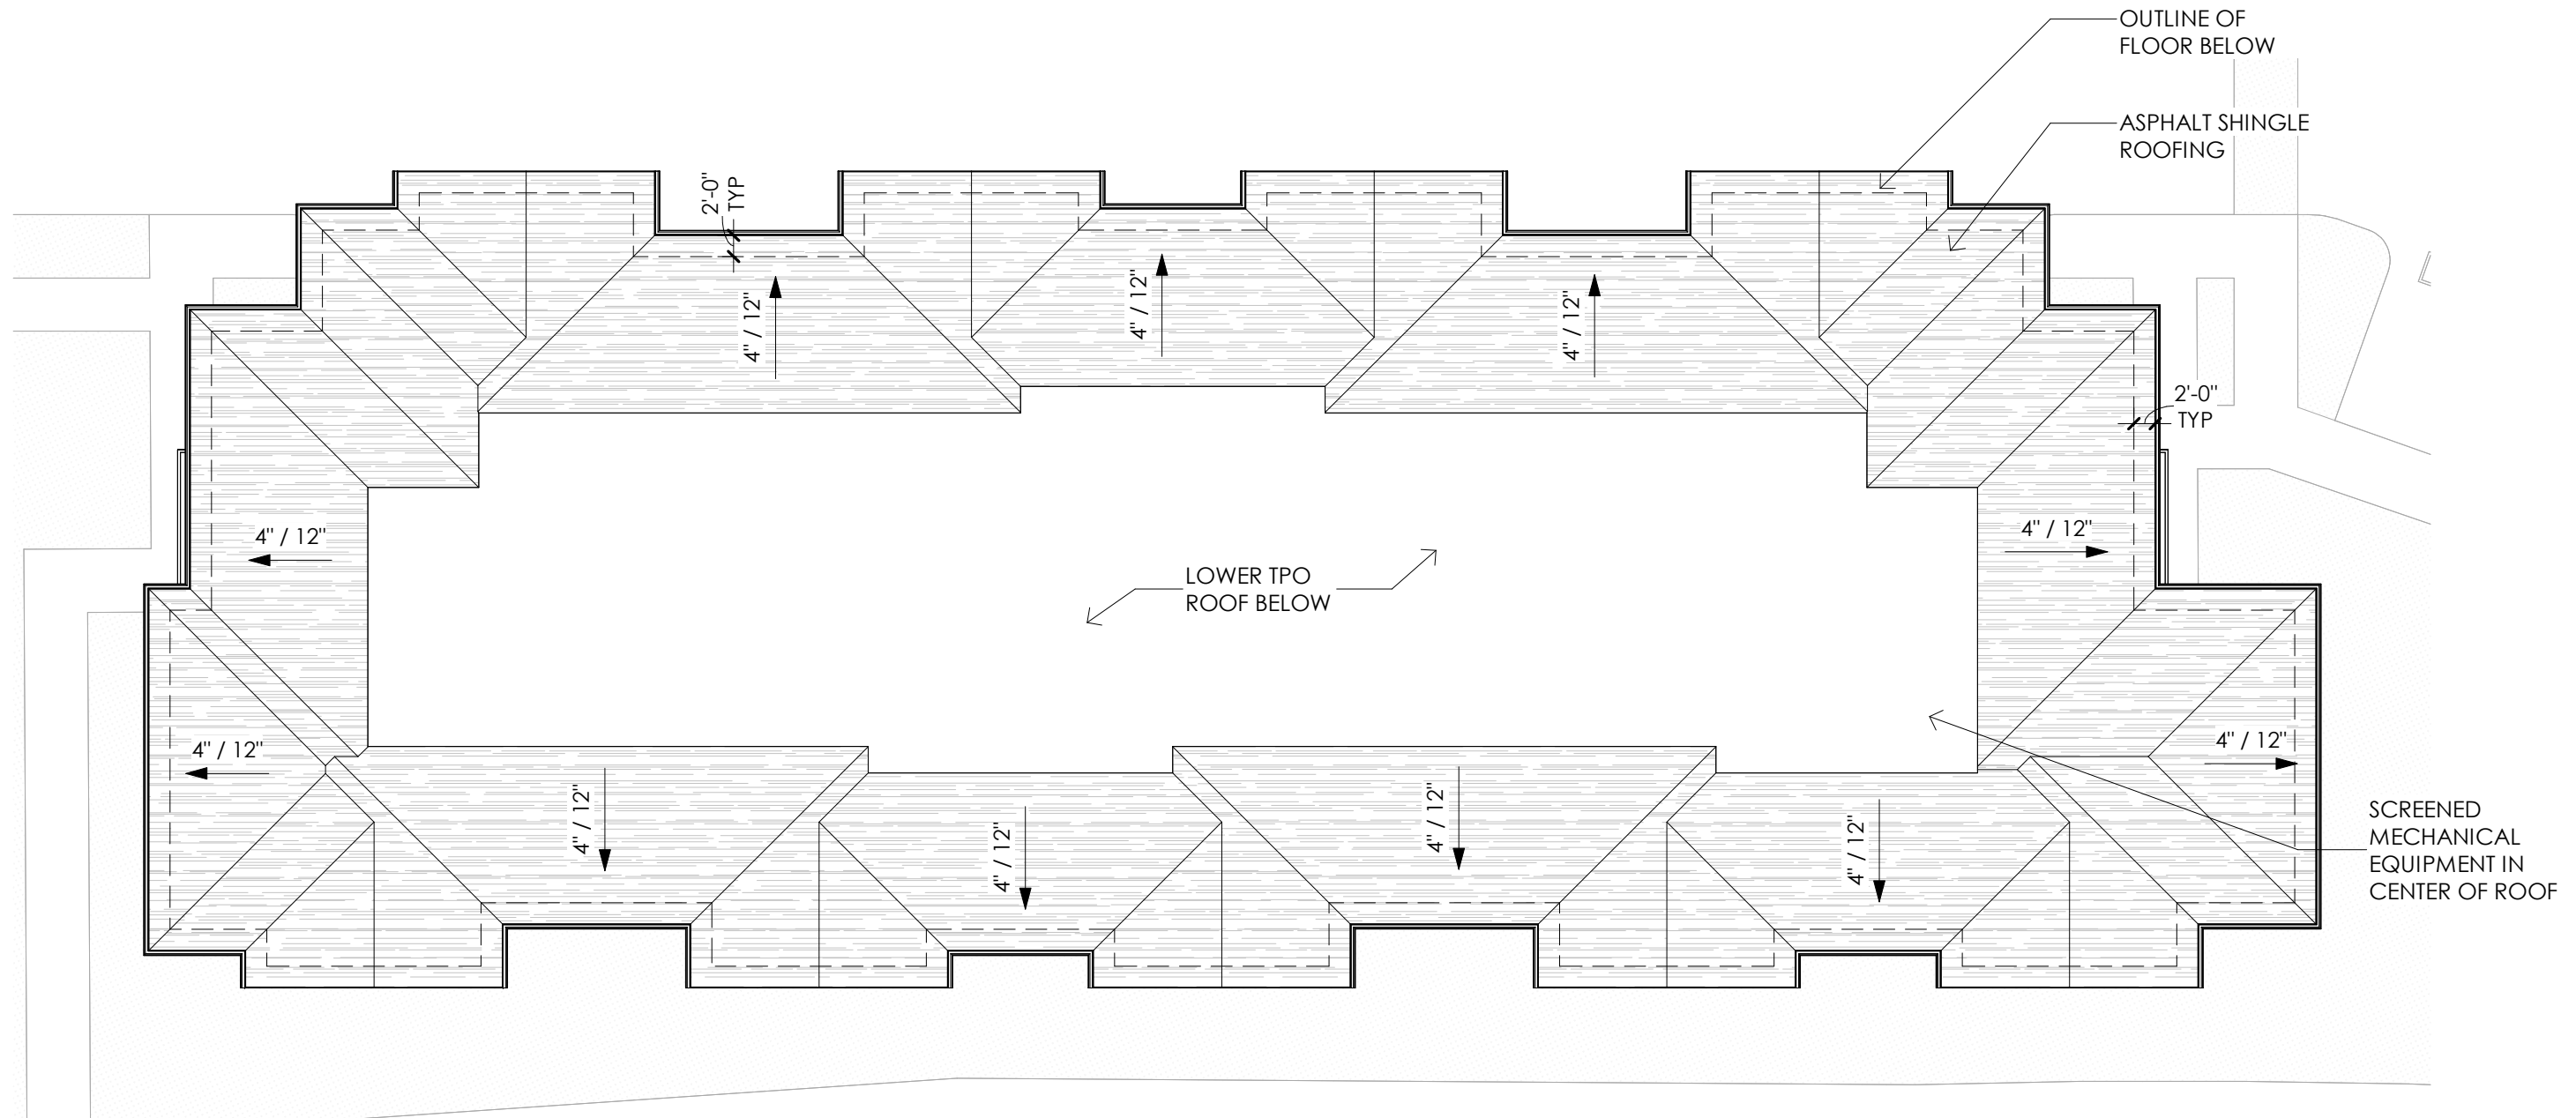 OUTLINE OF
FLOOR BELOW
ASPHALT SHINGLE
ROOFING
2'-0"
TYP
4" / 12"
4" / 12"
4" / 12"
2'-0"
TYP
4" / 12"
4" / 12"
LOWER TPO
ROOF BELOW
4" / 12"
4" / 12"
4" / 12"
4" / 12"
4" / 12"
4" / 12"
SCREENED
MECHANICAL
EQUIPMENT IN
CENTER OF ROOF